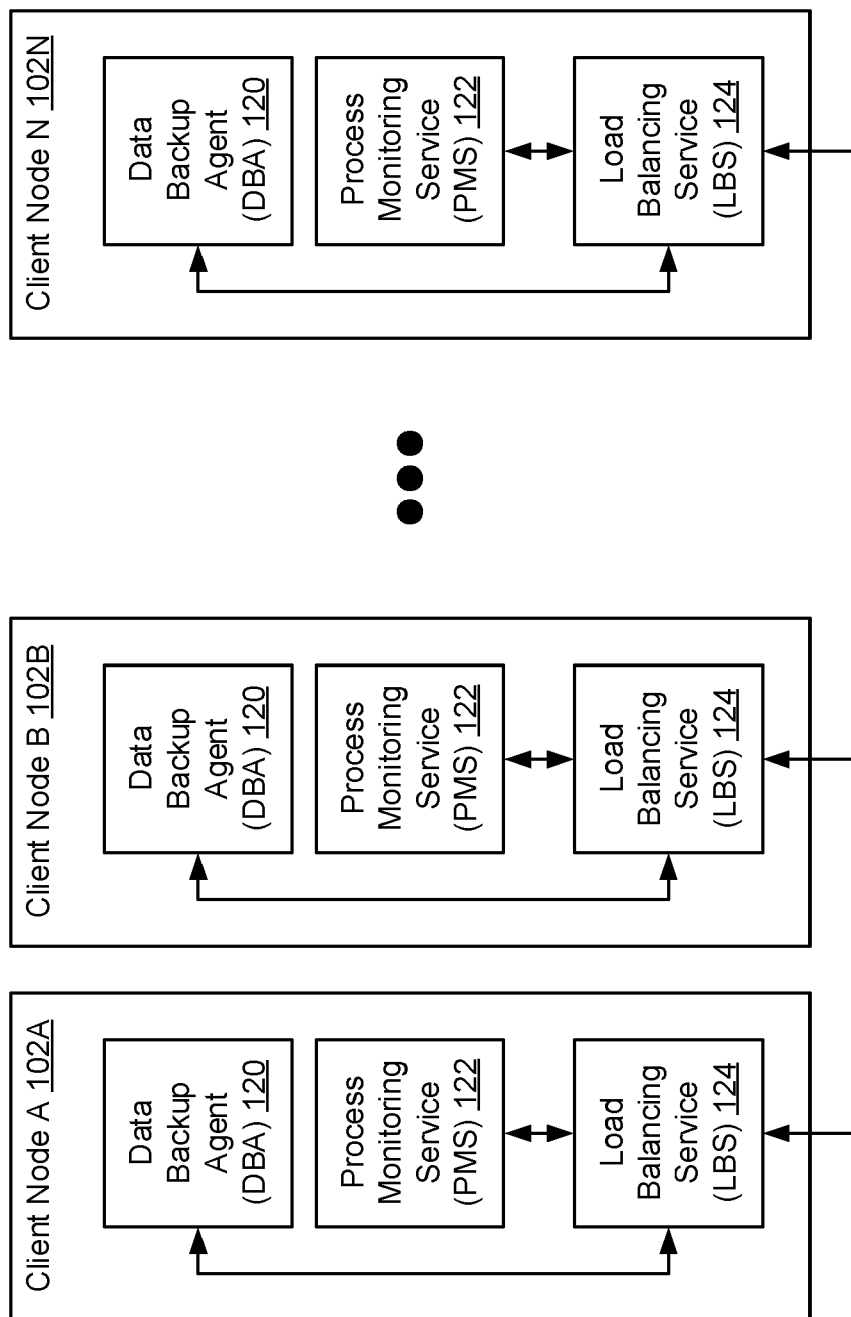 Client Node A 102A
Data
Backup
Agent
(DBA) 120
Process
Monitoring
Service
(PMS) 122
Load
Balancing
Service
(LBS) 124
Client Node B 102B
Data
Backup
Agent
(DBA) 120
Process
Monitoring
Service
(PMS) 122
Load
Balancing
Service
(LBS) 124
Client Node N 102N
Data
Backup
Agent
(DBA) 120
Process
Monitoring
Service
(PMS) 122
Load
Balancing
Service
(LBS) 124